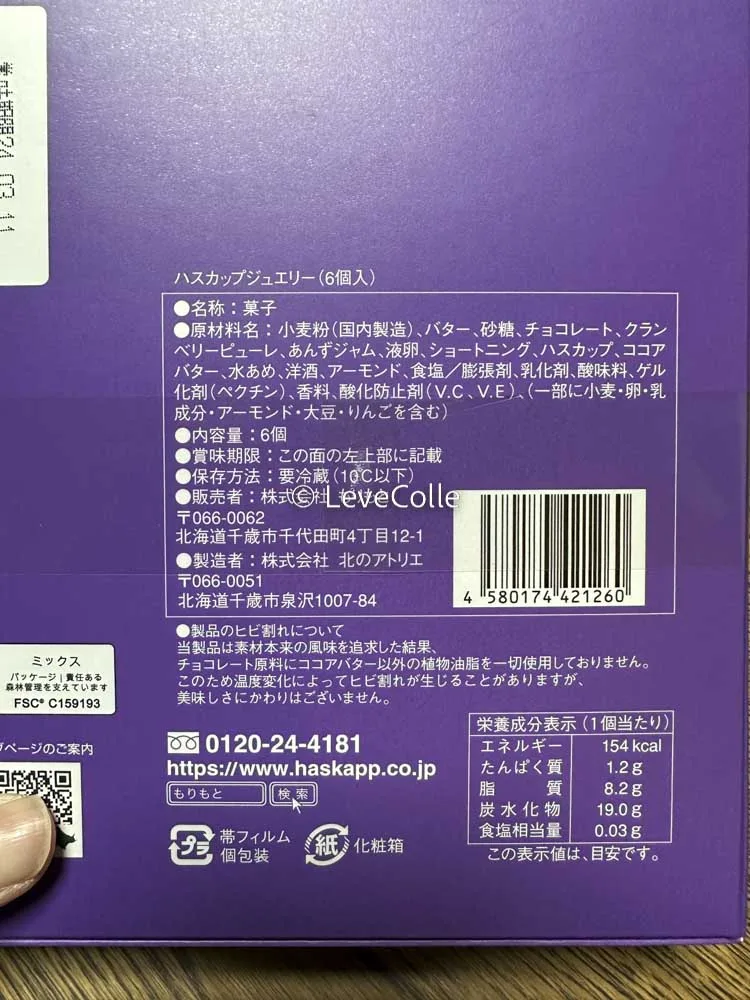 賞味期限24.03.11
ハスカップジュエリー(6個入)
●名称：菓子
●原材料名：小麦粉(国内製造)、バター、砂糖、チョコレート、クラン
ベリーピューレ、あんずジャム、液卵、ショートニング、ハスカップ、ココア
バター、水あめ、洋酒、アーモンド、食塩／膨張剤、乳化剤、酸味料、ゲル
化剤(ペクチン)、香料、酸化防止剤(V.C、V.E)、(一部に小麦・卵・乳
成分・アーモンド・大豆・りんごを含む)
●内容量：6個
●賞味期限：この面の左上部に記載
●保存方法：要冷蔵(10℃以下)
●販売者：株式会社
© LeveColle
〒066-0062
北海道千歳市千代田町4丁目12-1
●製造者：株式会社 北のアトリエ
〒066-0051
北海道千歳市泉沢1007-84
4 580174 421260
●製品のヒビ割れについて
当製品は素材本来の風味を追求した結果、
チョコレート原料にココアバター以外の植物油脂を一切使用しておりません。
このため温度変化によってヒビ割れが生じることがありますが、
美味しさにかわりはございません。
ミックス
パッケージ|責任ある
森林管理を支えています
FSC® C159193
ブページのご案内
0120-24-4181
https://www.haskapp.co.jp
もりもと 検索
プラ 帯フィルム
個包装
紙 化粧箱
栄養成分表示(1個当たり)
エネルギー 154kcal
たんぱく質 1.2g
脂質 8.2g
炭水化物 19.0g
食塩相当量 0.03g
この表示値は、目安です。